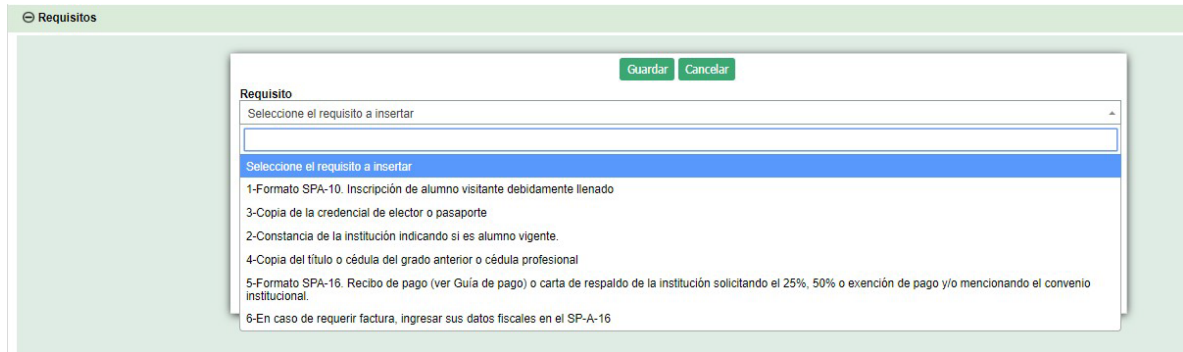 Requisitos
Guardar Cancelar
Requisito
Seleccione el requisito a insertar
Seleccione el requisito a insertar
1-Formato SPA-10. Inscripción de alumno visitante debidamente llenado
3-Copia de la credencial de elector o pasaporte
2-Constancia de la institución indicando si es alumno vigente.
4-Copia del título o cédula del grado anterior o cédula profesional
5-Formato SPA-16. Recibo de pago (ver Guía de pago) o carta de respaldo de la institución solicitando el 25%, 50% o exención de pago y/o mencionando el convenio
institucional.
6-En caso de requerir factura, ingresar sus datos fiscales en el SP-A-16